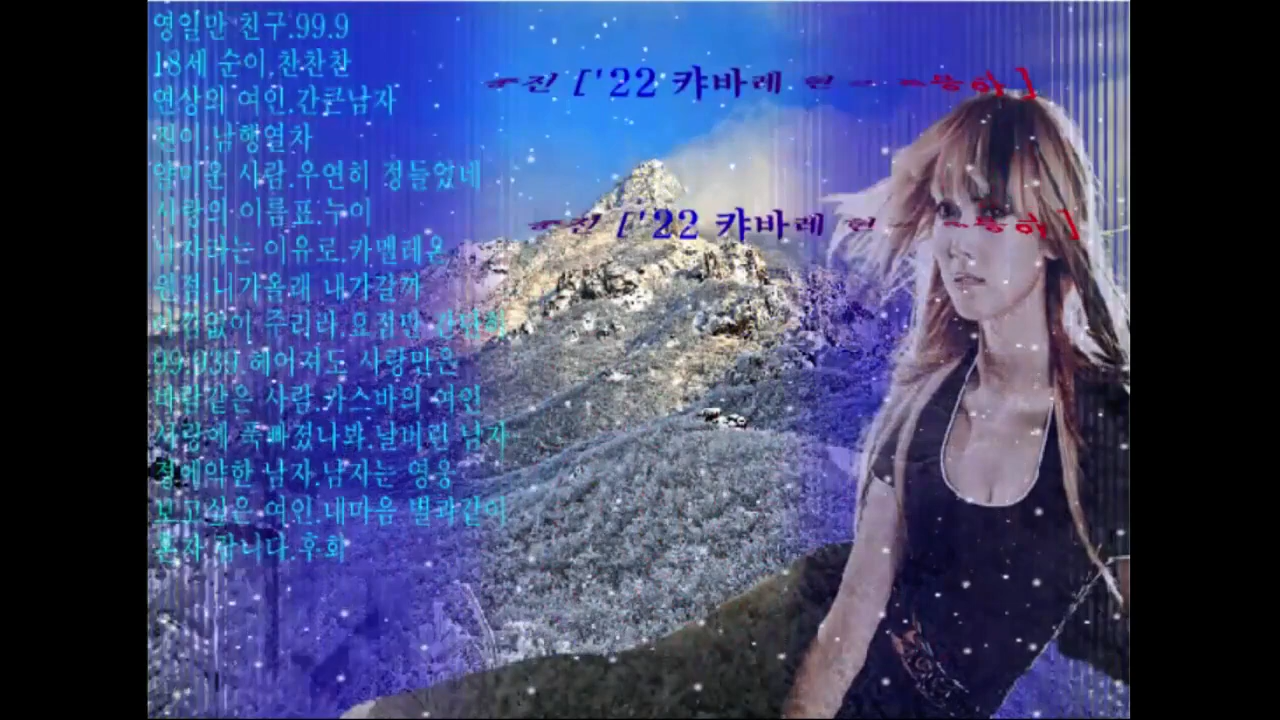 영일만 친구.99.9
18세 순이.찬찬찬
연상의 여인.간큰남자
진이.남행열차
얄미운 사람.우연히 정들었네
사랑의 이름표.누이
남자라는 이유로.카멜레온
원점.니가올래 내가갈까
아낌없이 주리라.요점만 간단히
99.939 헤어져도 사랑만은
바람같은 사람.카스바의 여인
사랑에 푹빠졌나봐.날버린 남자
정에약한 남자.남자는 영웅
보고싶은 여인.내마음 별과같이
혼자 랍니다.후회
['22 캬바레
['22 캬바레